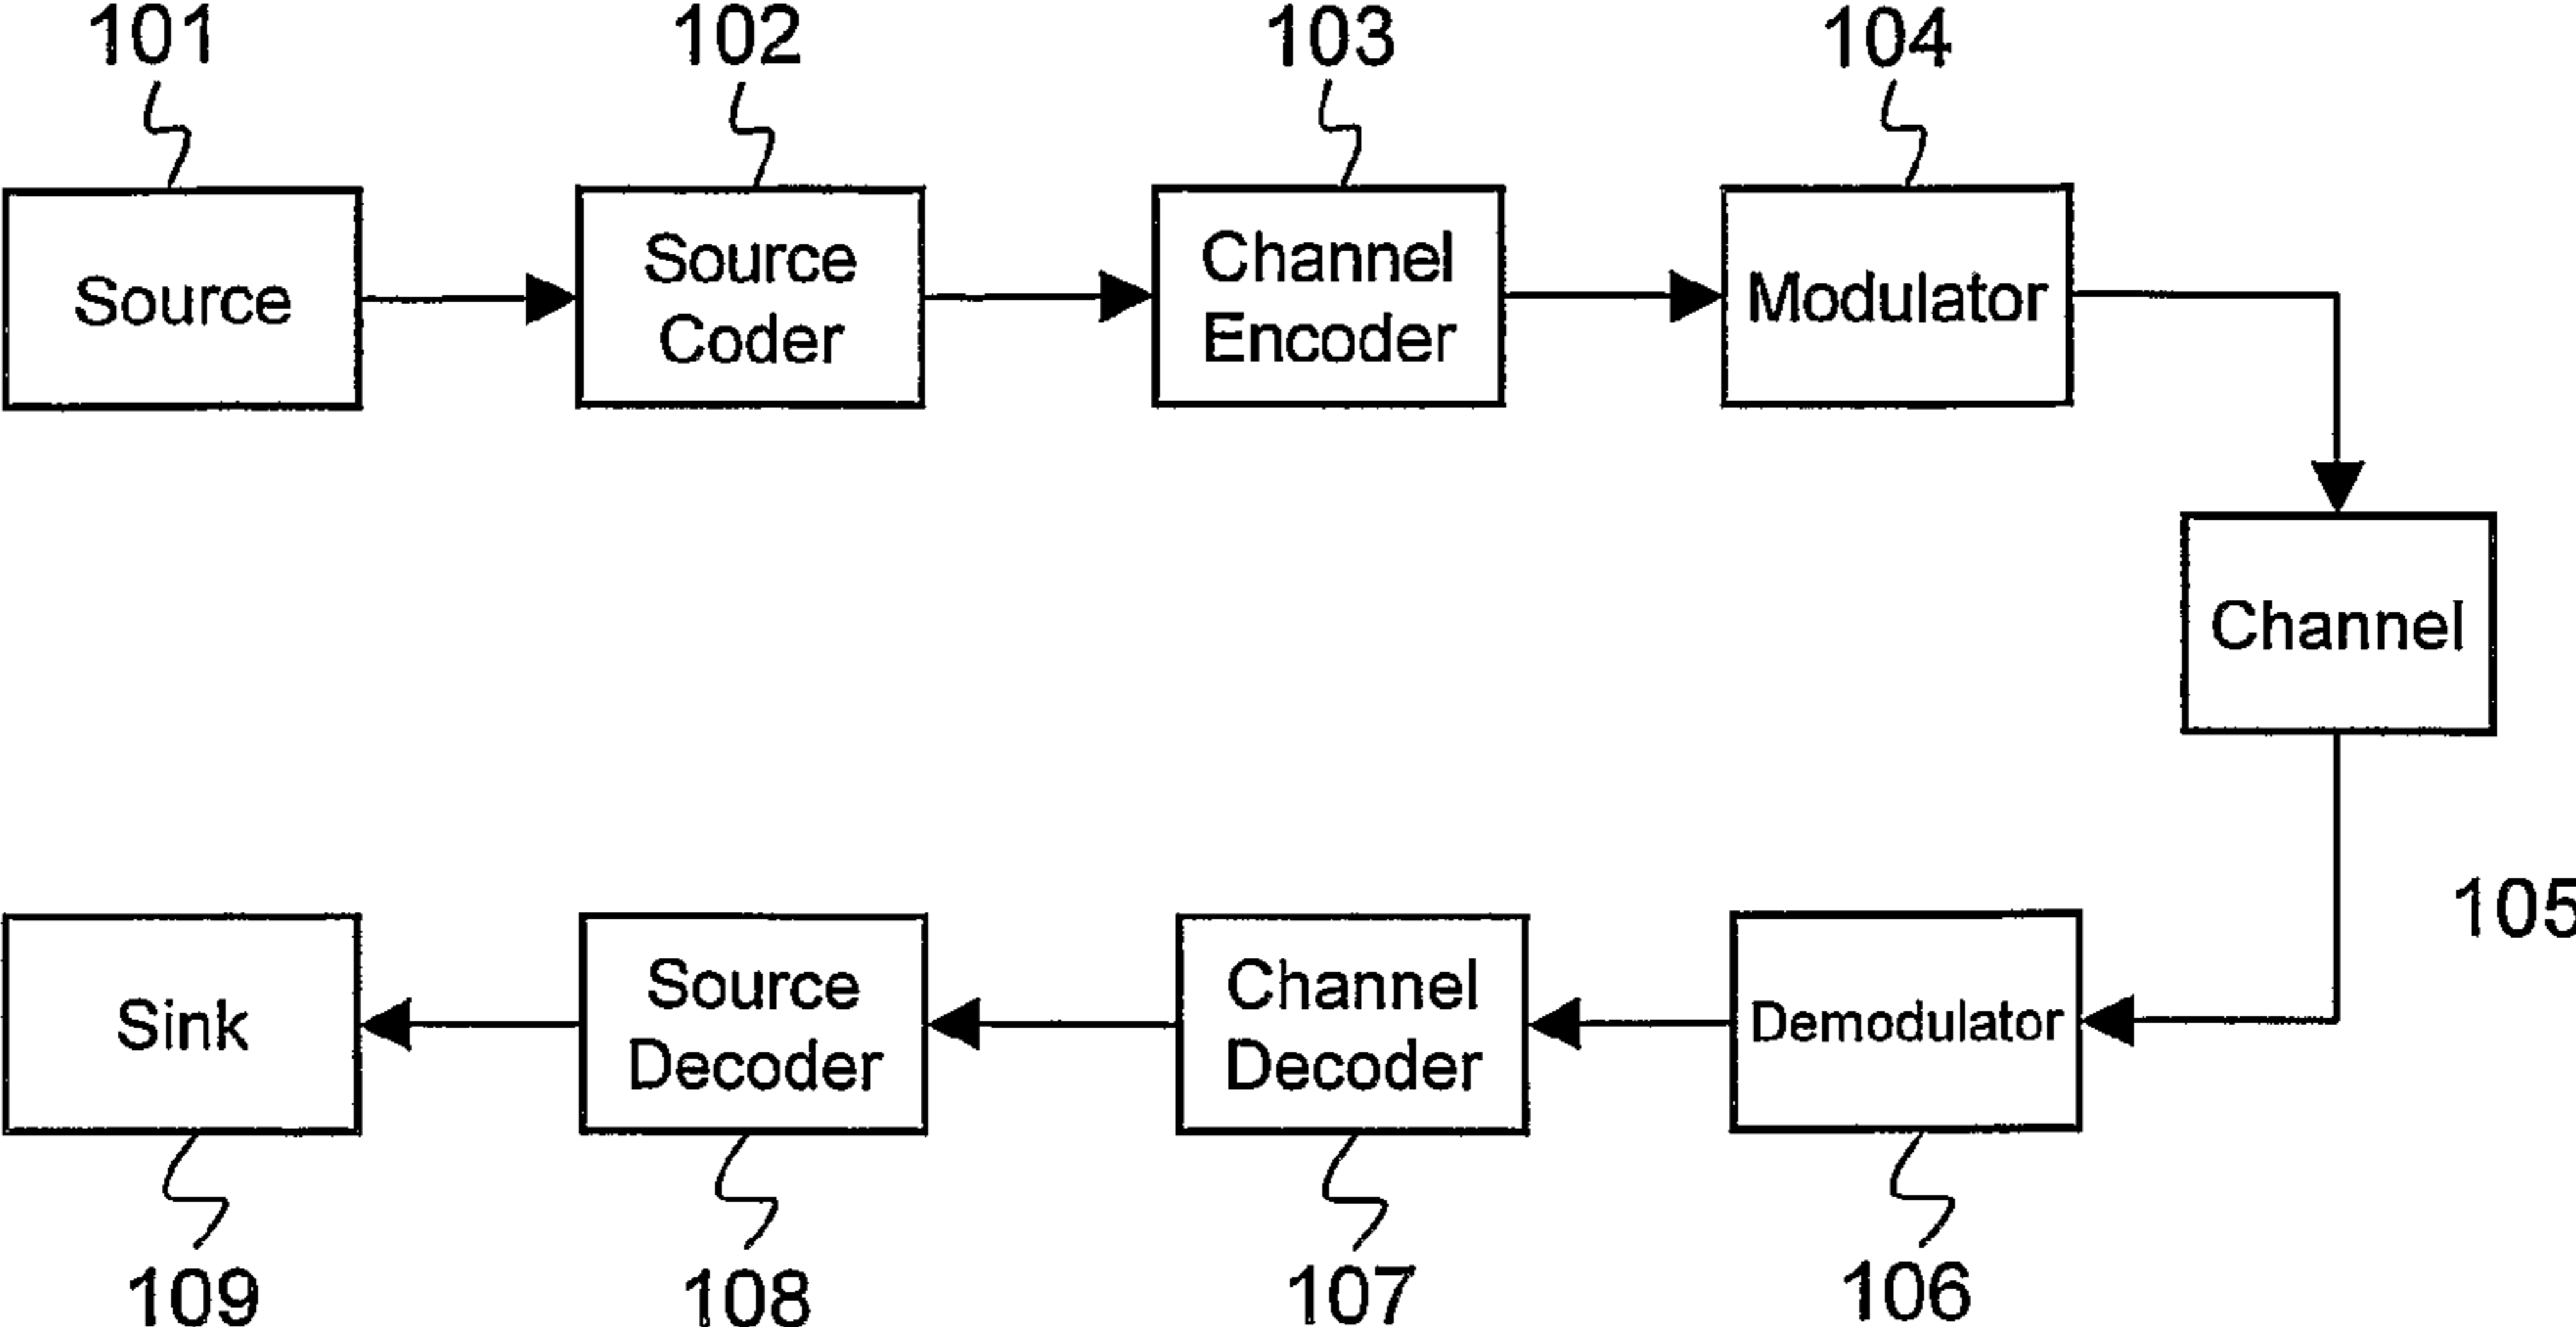 101
102
103
104
Source
Source
Coder
Channel
Encoder
Modulator
Channel
105
Sink
Source
Decoder
Channel
Decoder
Demodulator
109
108
107
106